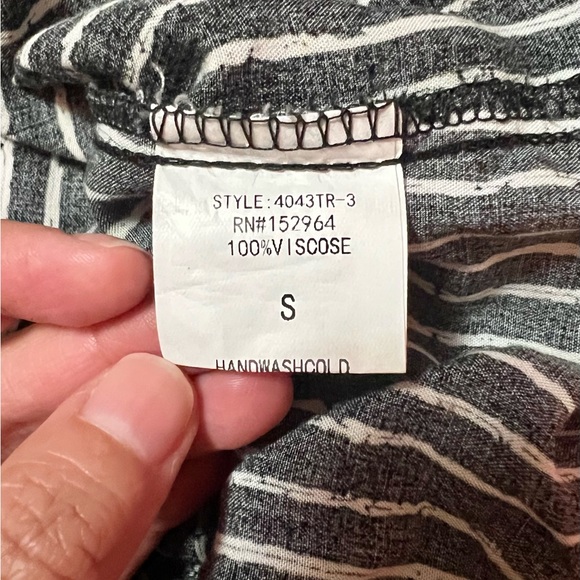 STYLE:4043TR-3
RN#152964
100%VISCOSE
S
HANDWASHCOLD